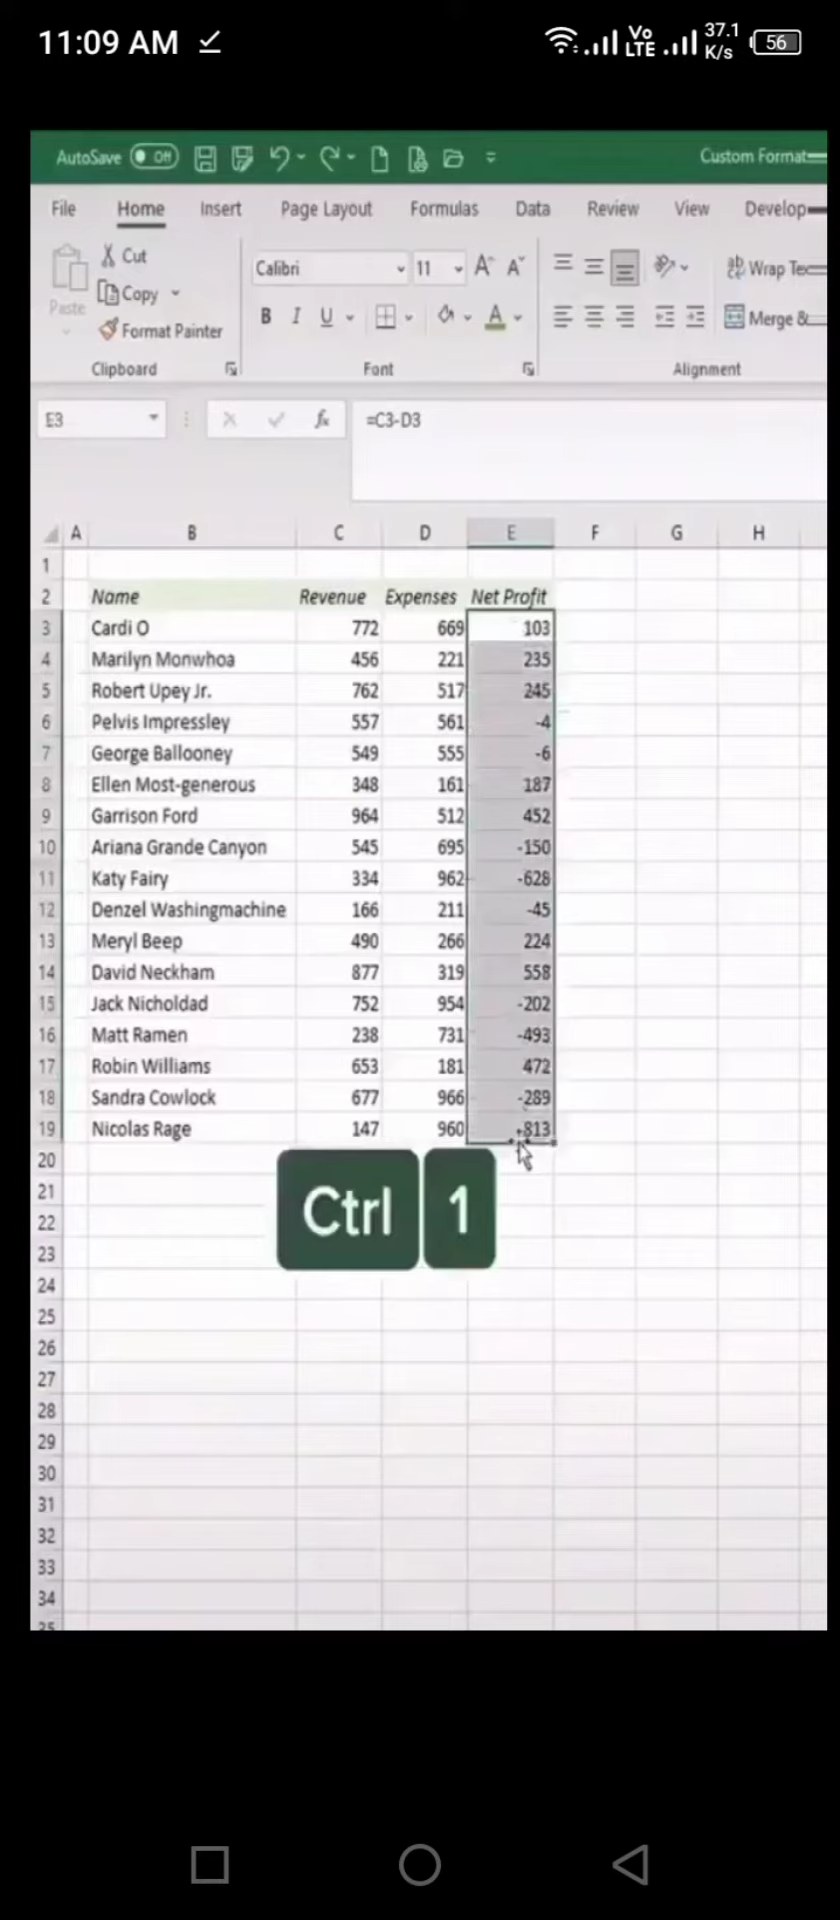 11:09 AM
Vo LTE 37.1 K/s 56
AutoSave Off Custom Format
File Home Insert Page Layout Formulas Data Review View Develop
Paste Cut Copy Format Painter Calibri 11 A A B I U A ab Wrap Te Merge &
Clipboard Font Alignment
E3 fx =C3-D3
A B C D E F G H
1
2 Name Revenue Expenses Net Profit
3 Cardi O 772 669 103
4 Marilyn Monwhoa 456 221 235
5 Robert Upey Jr. 762 517 245
6 Pelvis Impressley 557 561 -4
7 George Ballooney 549 555 -6
8 Ellen Most-generous 348 161 187
9 Garrison Ford 964 512 452
10 Ariana Grande Canyon 545 695 -150
11 Katy Fairy 334 962 -628
12 Denzel Washingmachine 166 211 -45
13 Meryl Beep 490 266 224
14 David Neckham 877 319 558
15 Jack Nicholdad 752 954 -202
16 Matt Ramen 238 731 -493
17 Robin Williams 653 181 472
18 Sandra Cowlock 677 966 -289
19 Nicolas Rage 147 960 -813
20
Ctrl 1
21
22
23
24
25
26
27
28
29
30
31
32
33
34